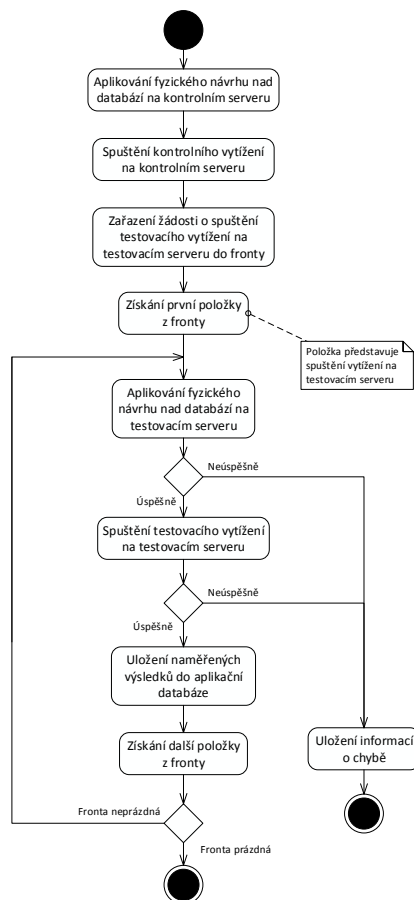 Aplikování fyzického návrhu nad
databází na kontrolním serveru
Spuštění kontrolního vytížení
na kontrolním serveru
Zařazení žádosti o spuštění
testovacího vytížení na
testovacím serveru do fronty
Získání první položky
z fronty
Položka představuje
spuštění vytížení na
testovacím serveru
Aplikování fyzického
návrhu nad databází na
testovacím serveru
Neúspěšně
Úspěšně
Spuštění testovacího vytížení
na testovacím serveru
Neúspěšně
Úspěšně
Uložení naměřených
výsledků do aplikační
databáze
Uložení informací
o chybě
Získání další položky
z fronty
Fronta neprázdná
Fronta prázdná